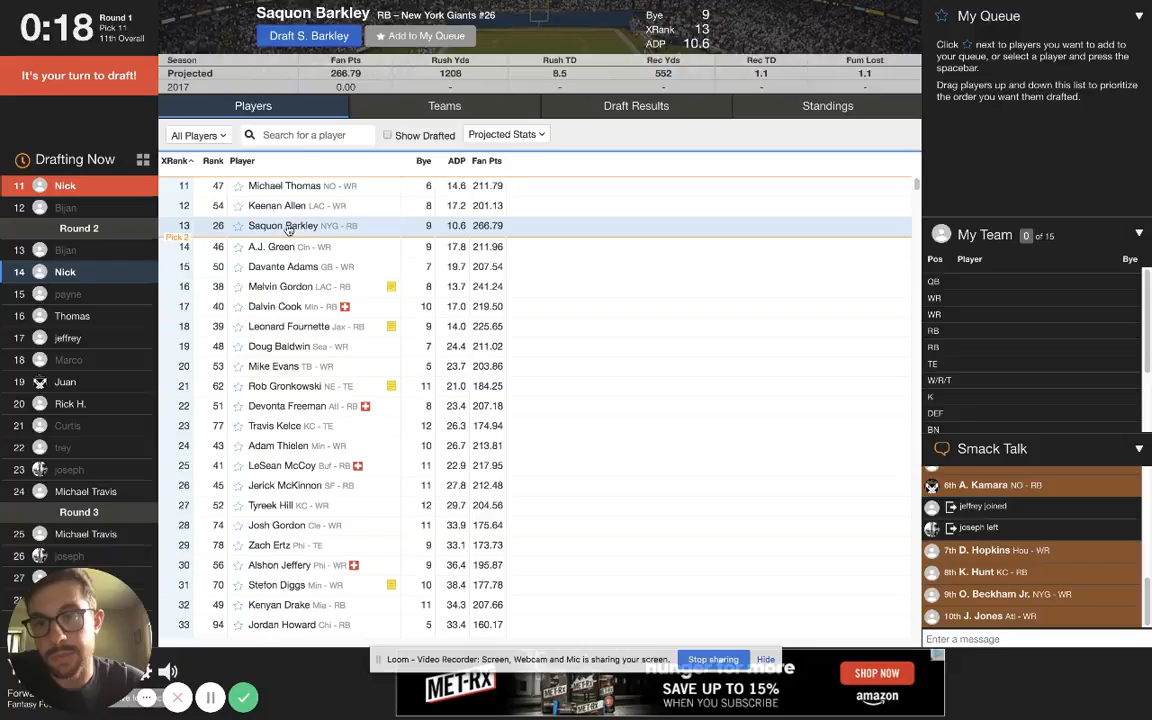 0:18
Round 1
Pick 11
11th Overall
It's your turn to draft!
Drafting Now
11 Nick
12 Bijan
Round 2
13 Bijan
14 Nick
15 payne
16 Thomas
17 jeffrey
18 Marco
19 Juan
20 Rick H.
21 Curtis
22 trey
23 joseph
24 Michael Travis
Round 3
25 Michael Travis
26 joseph
27
Saquon Barkley RB – New York Giants #26
Draft S. Barkley
Add to My Queue
Bye 9
XRank 13
ADP 10.6
Season Fan Pts Rush Yds Rush TD Rec Yds Rec TD Fum Lost
Projected 266.79 1208 8.5 552 1.1 1.1
2017 0.00 - - - - -
Players Teams Draft Results Standings
All Players Search for a player Show Drafted Projected Stats
XRank Rank Player Bye ADP Fan Pts
11 47 Michael Thomas NO - WR 6 14.6 211.79
12 54 Keenan Allen LAC - WR 8 17.2 201.13
13 26 Saquon Barkley NYG - RB 9 10.6 266.79
Pick 2
14 46 A.J. Green Cin - WR 9 17.8 211.96
15 50 Davante Adams GB - WR 7 19.7 207.54
16 38 Melvin Gordon LAC - RB 8 13.7 241.24
17 40 Dalvin Cook Min - RB 10 17.0 219.50
18 39 Leonard Fournette Jax - RB 9 14.0 225.65
19 48 Doug Baldwin Sea - WR 7 24.4 211.02
20 53 Mike Evans TB - WR 5 23.7 203.86
21 62 Rob Gronkowski NE - TE 11 21.0 184.25
22 51 Devonta Freeman Atl - RB 8 23.4 207.18
23 77 Travis Kelce KC - TE 12 26.3 174.94
24 43 Adam Thielen Min - WR 10 26.7 213.81
25 41 LeSean McCoy Buf - RB 11 22.9 217.95
26 45 Jerick McKinnon SF - RB 11 27.8 212.48
27 52 Tyreek Hill KC - WR 12 29.7 204.56
28 74 Josh Gordon Cle - WR 11 33.9 175.64
29 78 Zach Ertz Phi - TE 9 33.1 173.73
30 56 Alshon Jeffery Phi - WR 9 36.4 195.87
31 70 Stefon Diggs Min - WR 10 38.4 177.78
32 49 Kenyan Drake Mia - RB 11 34.3 207.66
33 94 Jordan Howard Chi - RB 5 33.4 160.17
My Queue
Click ☆ next to players you want to add to
your queue, or select a player and press the
spacebar.
Drag players up and down this list to prioritize
the order you want them drafted.
My Team 0 of 15
Pos Player Bye
QB
WR
WR
RB
RB
TE
W/R/T
K
DEF
BN
Smack Talk
6th A. Kamara NO - RB
jeffrey joined
joseph left
7th D. Hopkins Hou - WR
8th K. Hunt KC - RB
9th O. Beckham Jr. NYG - WR
10th J. Jones Atl - WR
Enter a message
Loom – Video Recorder: Screen, Webcam and Mic is sharing your screen. Stop sharing Hide
MET-RX
SAVE UP TO 15%
WHEN YOU SUBSCRIBE
SHOP NOW
amazon